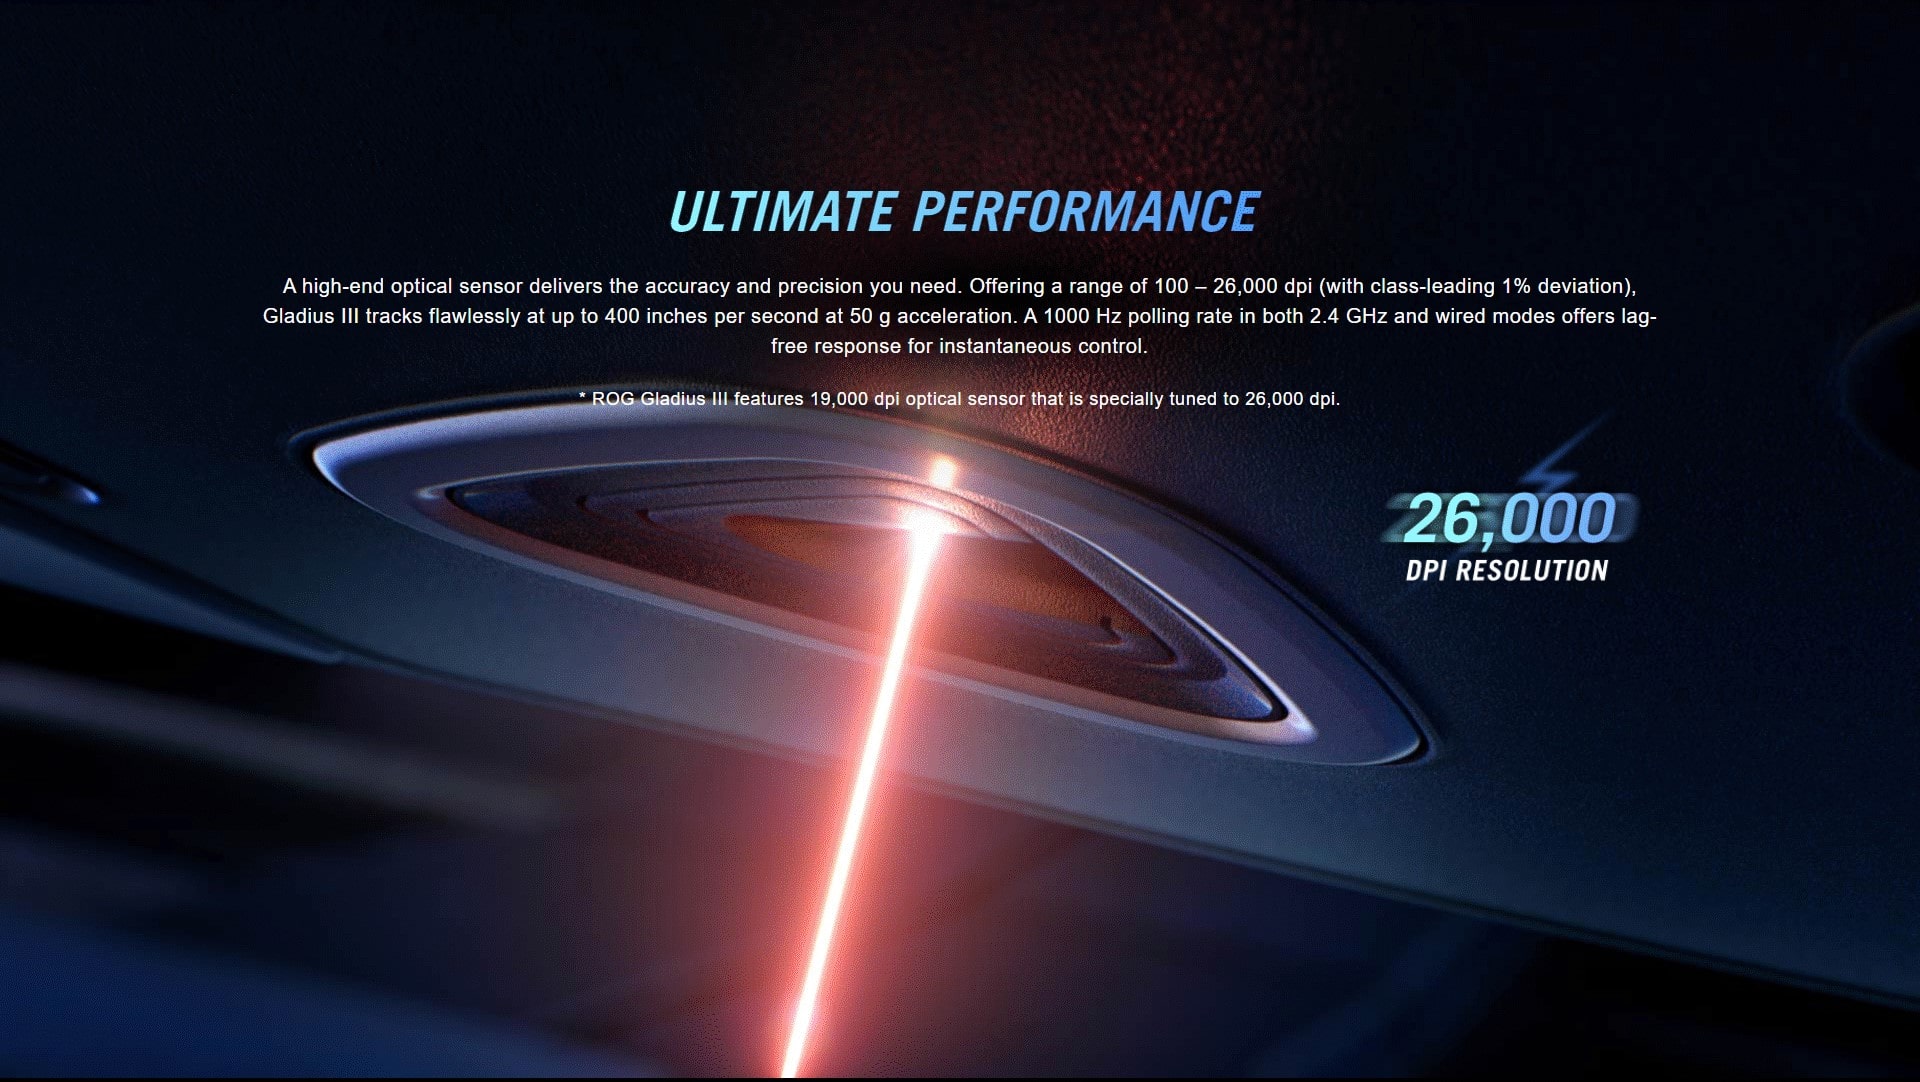 ULTIMATE PERFORMANCE
A high-end optical sensor delivers the accuracy and precision you need. Offering a range of 100 – 26,000 dpi (with class-leading 1% deviation),
Gladius III tracks flawlessly at up to 400 inches per second at 50 g acceleration. A 1000 Hz polling rate in both 2.4 GHz and wired modes offers lag-
free response for instantaneous control.
* ROG Gladius III features 19,000 dpi optical sensor that is specially tuned to 26,000 dpi.
26,000
DPI RESOLUTION